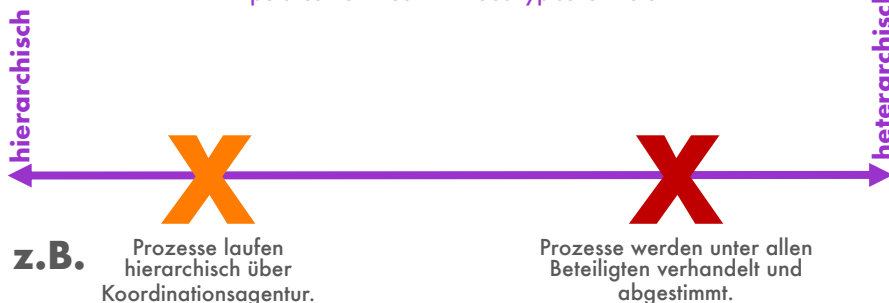 hierarchisch
heterarchisch
X
X
z.B.
Prozesse laufen
hierarchisch über
Koordinationsagentur.
Prozesse werden unter allen
Beteiligten verhandelt und
abgestimmt.